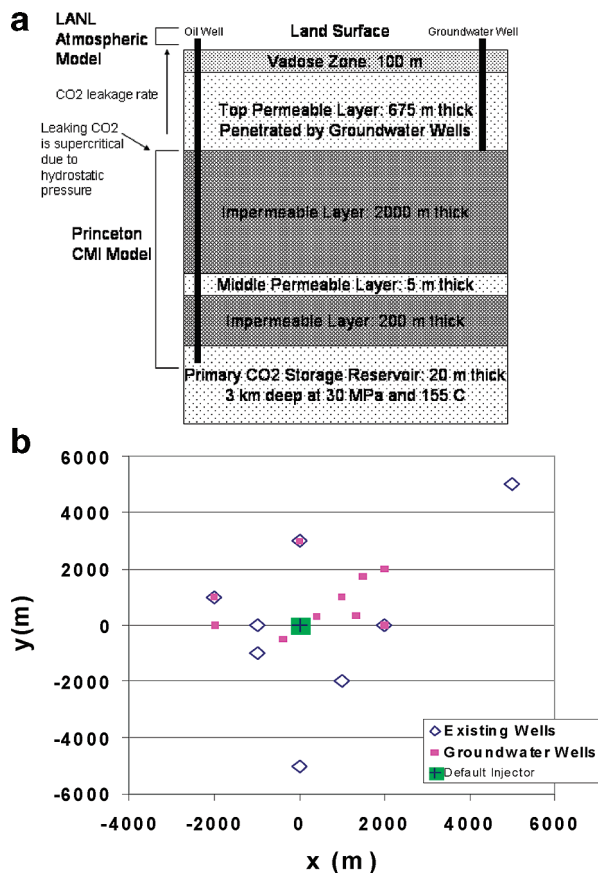 a
LANL
Atmospheric
Model
Oil Well
Land Surface
Groundwater Well
Vadose Zone: 100 m
CO2 leakage rate
Top Permeable Layer: 675 m thick
Penetrated by Groundwater Wells
Leaking CO2
is supercritical
due to
hydrostatic
pressure
Impermeable Layer: 2000 m thick
Princeton
CMI Model
Middle Permeable Layer: 5 m thick
Impermeable Layer: 200 m thick
Primary CO2 Storage Reservoir: 20 m thick
3 km deep at 30 MPa and 155 C
b
6000
4000
2000
0
-2000
-4000
-6000
y(m)
Existing Wells
Groundwater Wells
Default Injector
-4000 -2000 0 2000 4000 6000
x (m)